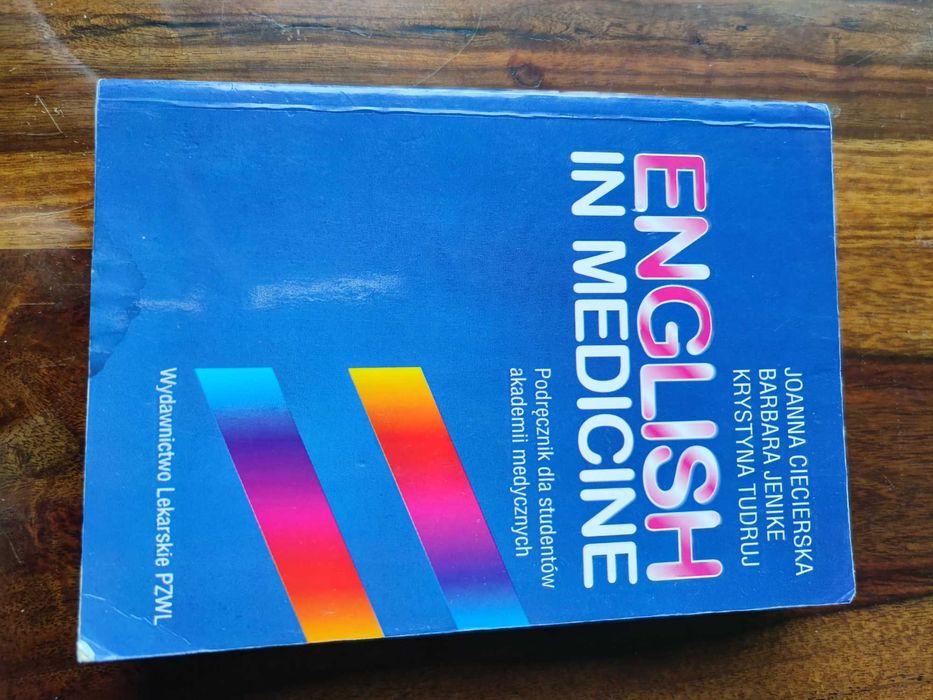 JOANNA CIECIERSKA
BARBARA JENIKE
KRYSTYNA TUDRUJ
ENGLISH
IN MEDICINE
Podręcznik dla studentów
akademii medycznych
Wydawnictwo Lekarskie PZWL